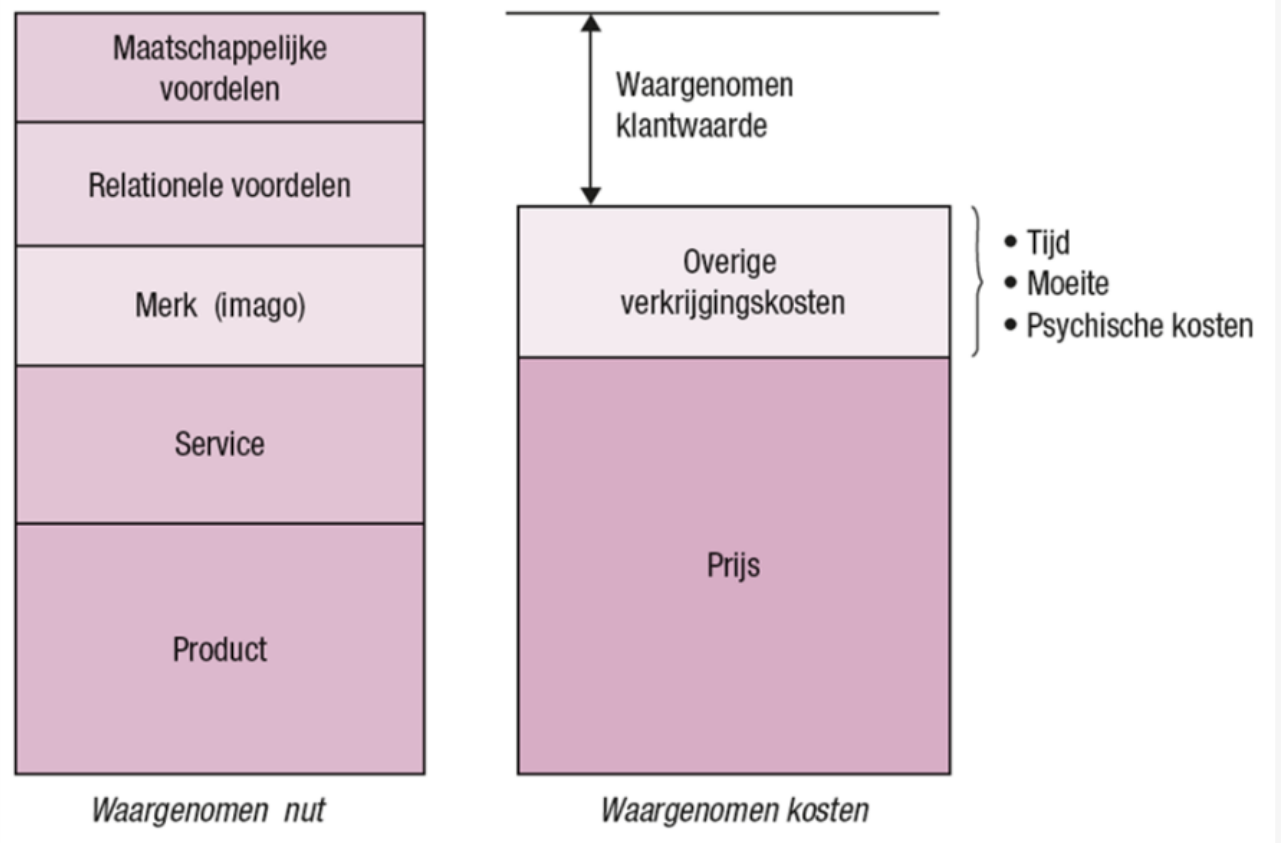 Maatschappelijke
voordelen
Relationele voordelen
Merk (imago)
Service
Product
Waargenomen nut
Waargenomen
klantwaarde
Overige
verkrijgingskosten
• Tijd
• Moeite
• Psychische kosten
Prijs
Waargenomen kosten